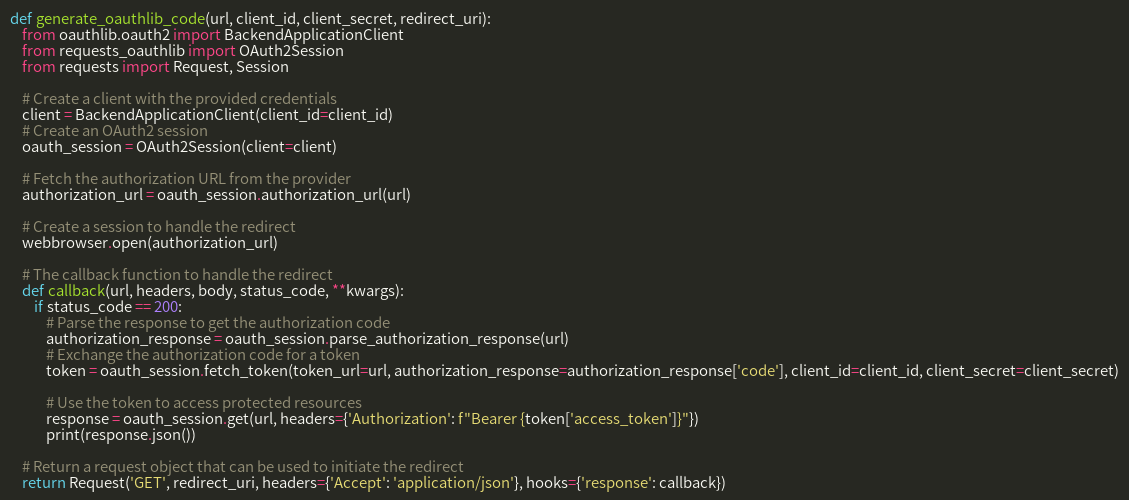 def generate_oauthlib_code(url, client_id, client_secret, redirect_uri):
    from oauthlib.oauth2 import BackendApplicationClient
    from requests_oauthlib import OAuth2Session
    from requests import Request, Session

    # Create a client with the provided credentials
    client = BackendApplicationClient(client_id=client_id)
    # Create an OAuth2 session
    oauth_session = OAuth2Session(client=client)

    # Fetch the authorization URL from the provider
    authorization_url = oauth_session.authorization_url(url)

    # Create a session to handle the redirect
    webbrowser.open(authorization_url)

    # The callback function to handle the redirect
    def callback(url, headers, body, status_code, **kwargs):
        if status_code == 200:
            # Parse the response to get the authorization code
            authorization_response = oauth_session.parse_authorization_response(url)
            # Exchange the authorization code for a token
            token = oauth_session.fetch_token(token_url=url, authorization_response=authorization_response['code'], client_id=client_id, client_secret=client_secret)

            # Use the token to access protected resources
            response = oauth_session.get(url, headers={'Authorization': f"Bearer {token['access_token']}"})
            print(response.json())

    # Return a request object that can be used to initiate the redirect
    return Request('GET', redirect_uri, headers={'Accept': 'application/json'}, hooks={'response': callback})